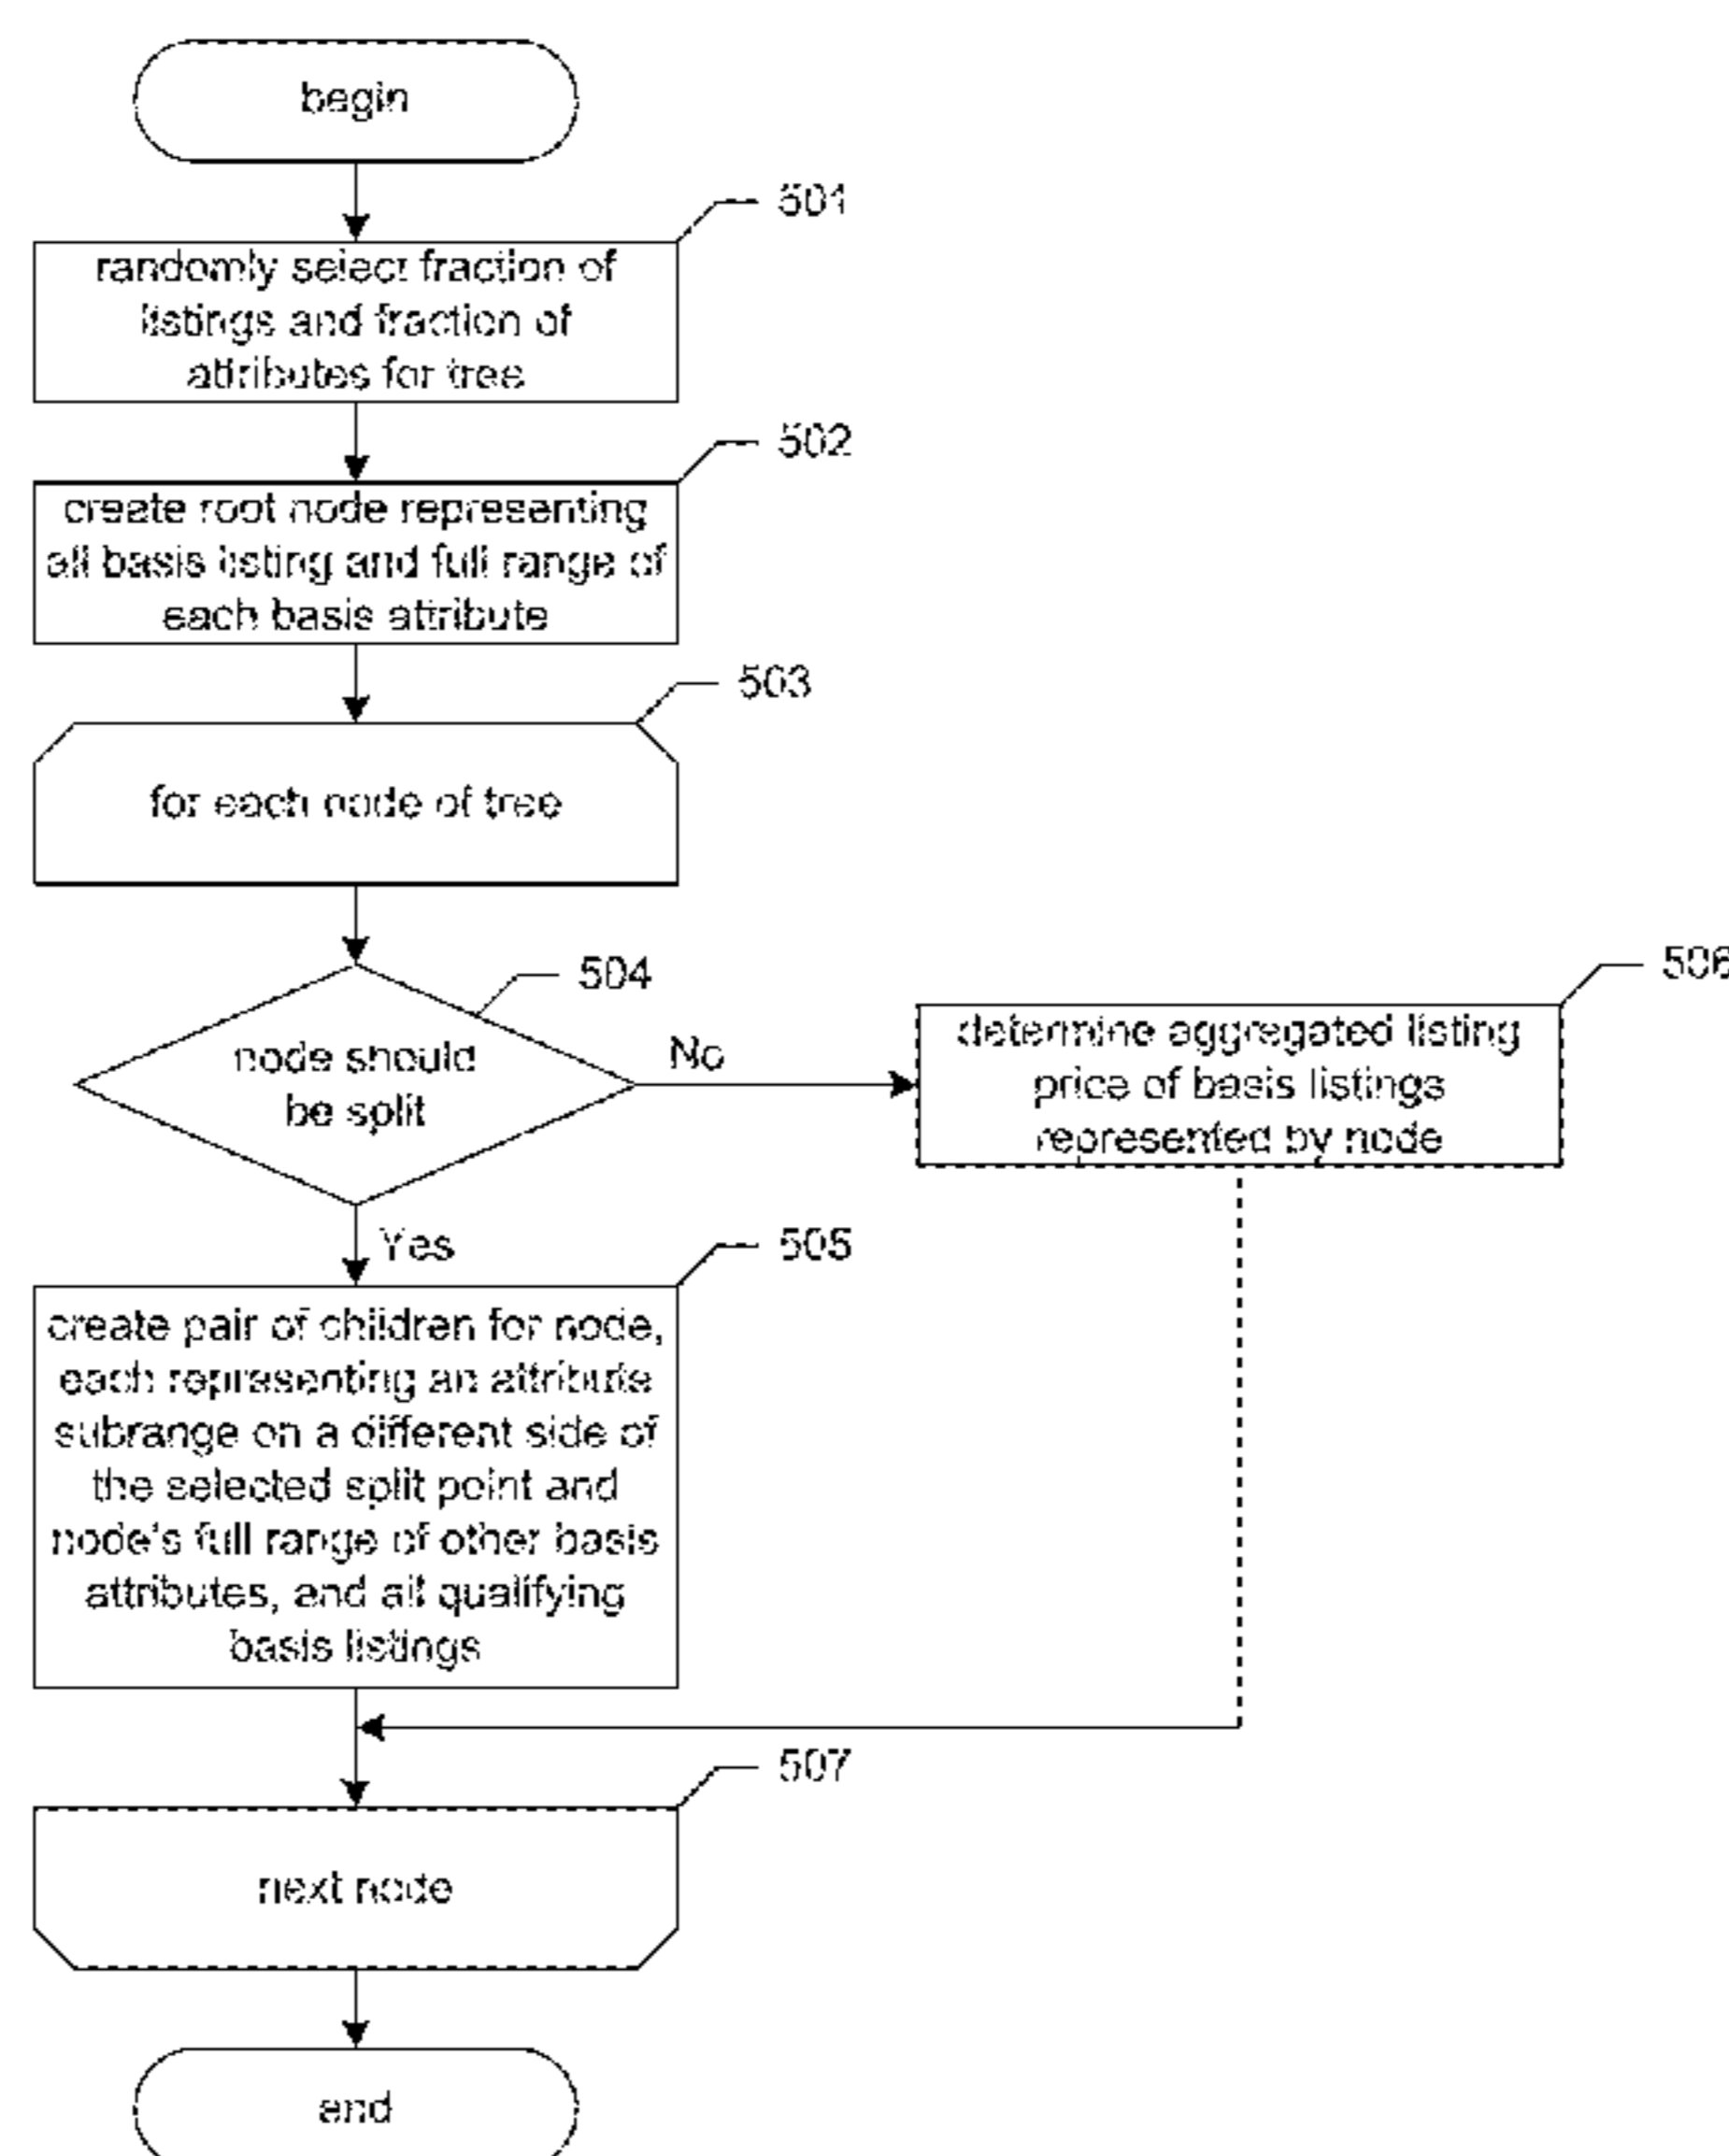 begin
501
randomly select fraction of
listings and fraction of
attributes for tree
502
create root node representing
all basis listing and full range of
each basis attribute
503
for each node of tree
504
node should
be split
No
506
determine aggregated listing
price of basis listings
represented by node
Yes
505
create pair of children for node,
each representing an attribute
subrange on a different side of
the selected split point and
node's full range of other basis
attributes, and all qualifying
basis listings
507
next node
end